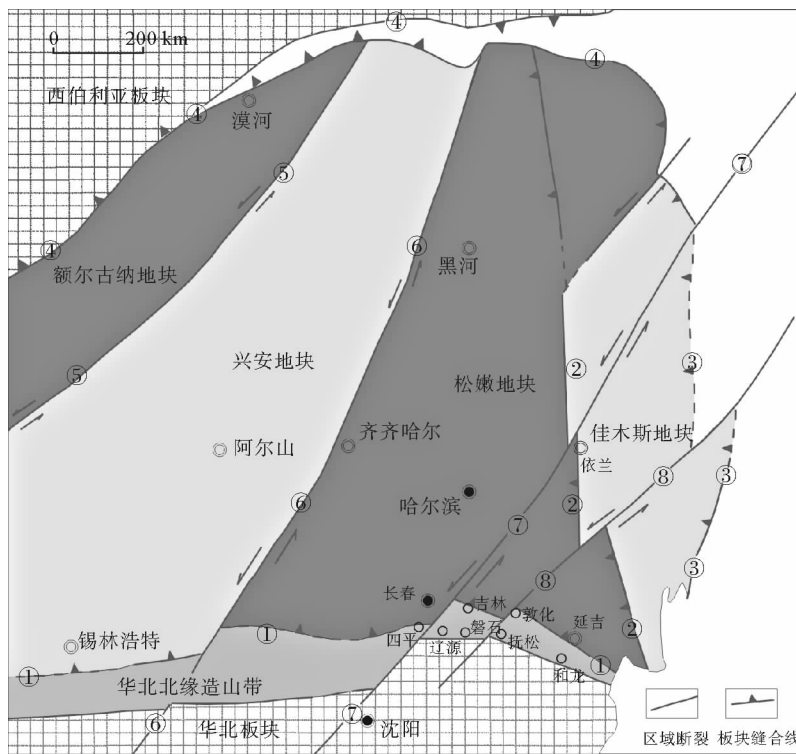 ④
0 200 km
④
西伯利亚板块
④
漠河
⑦
⑤
④
⑥
黑河
额尔古纳地块
兴安地块
②
③
⑤
松嫩地块
齐齐哈尔
佳木斯地块
阿尔山
依兰
⑧
③
哈尔滨
⑥
②
⑦
③
⑧
长春
吉林
敦化
①
四平
磐石
延吉
②
辽源
抚松
锡林浩特
①
和龙
①
华北北缘造山带
⑥
华北板块
⑦
沈阳
区域断裂
板块缝合线